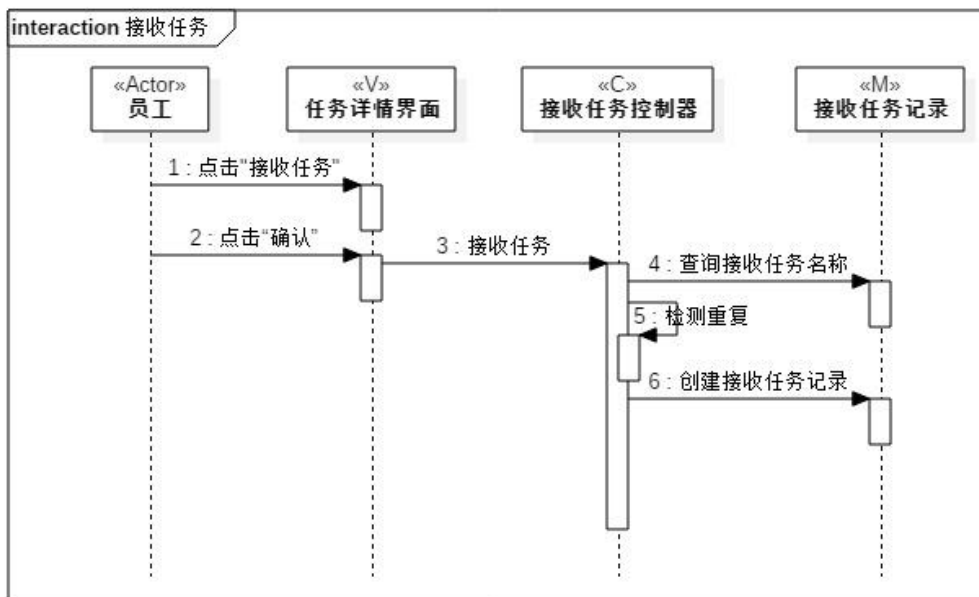 interaction 接收任务
«Actor»
员工
«V»
任务详情界面
«C»
接收任务控制器
«M»
接收任务记录
1 : 点击“接收任务”
2 : 点击“确认”
3 : 接收任务
4 : 查询接收任务名称
5 : 检测重复
6 : 创建接收任务记录